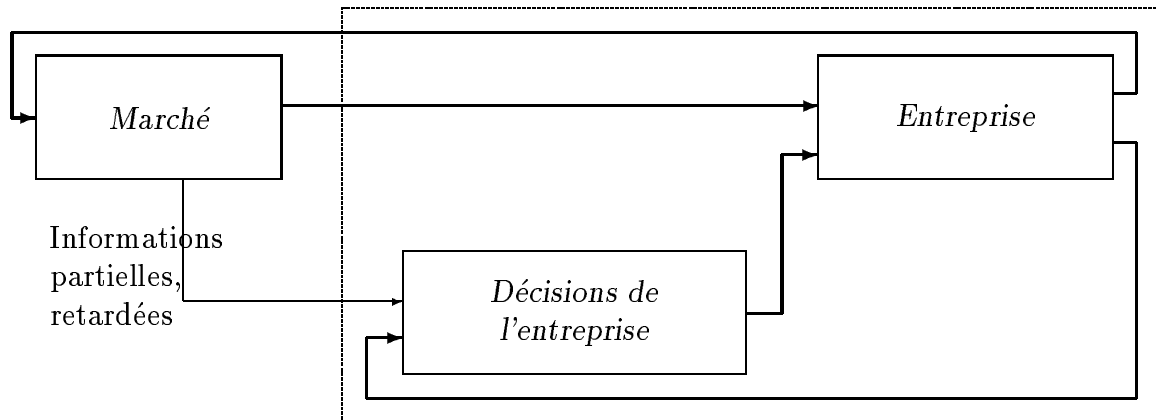 Marché
Entreprise
Informations
partielles,
retardées
Décisions de
l'entreprise